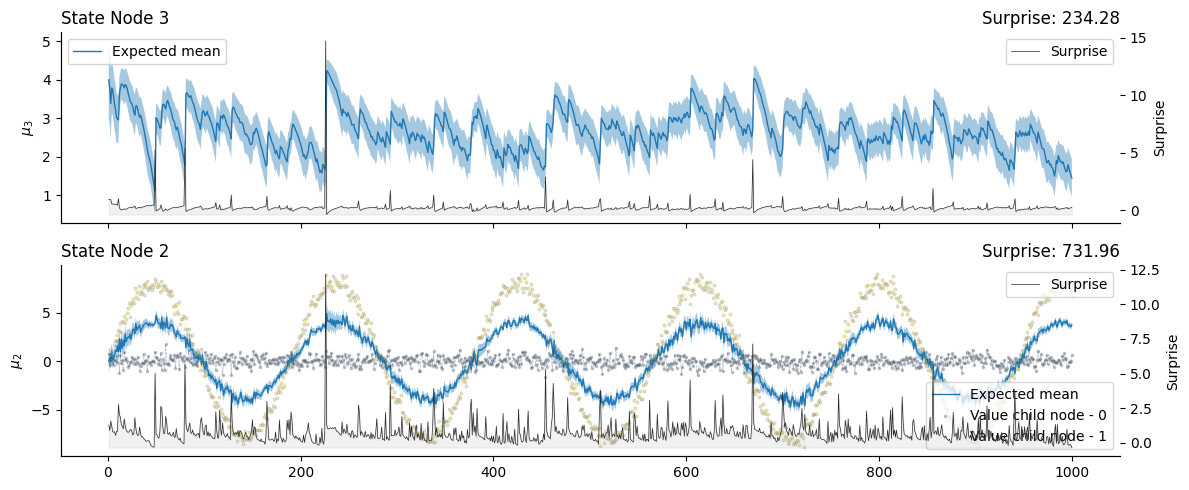 State Node 3
Surprise: 234.28
Expected mean
Surprise
5
4
3
2
1
μ3
15
10
5
0
Surprise
State Node 2
Surprise: 731.96
Surprise
5
0
−5
μ2
12.5
10.0
7.5
5.0
2.5
0.0
Surprise
Expected mean
Value child node - 0
Value child node - 1
0
200
400
600
800
1000